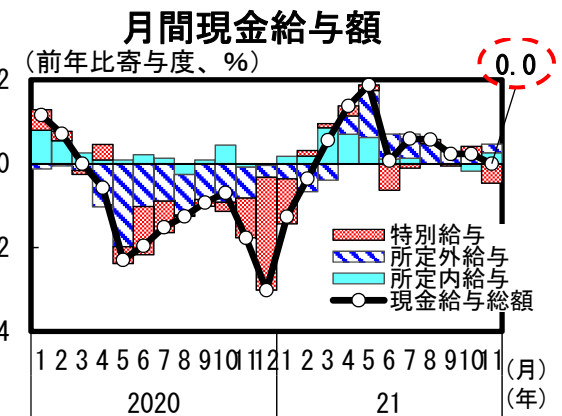 月間現金給与額
（前年比寄与度、％）
0.0
2
0
2
4
特別給与
所定外給与
所定内給与
現金給与総額
1 2 3 4 5 6 7 8 9 10 11 12 1 2 3 4 5 6 7 8 9 10 11
（月）
2020 21
（年）